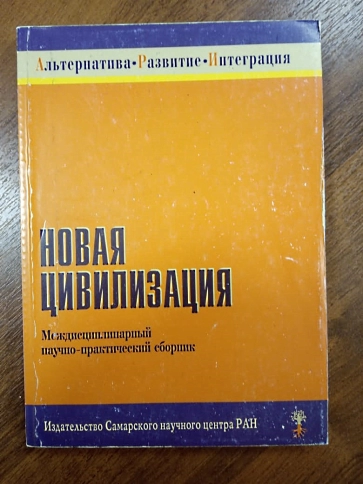 Альтернатива•Развитие•Интеграция
НОВАЯ
ЦИВИЛИЗАЦИЯ
Междисциплинарный
научно-практический сборник
Издательство Самарского научного центра РАН